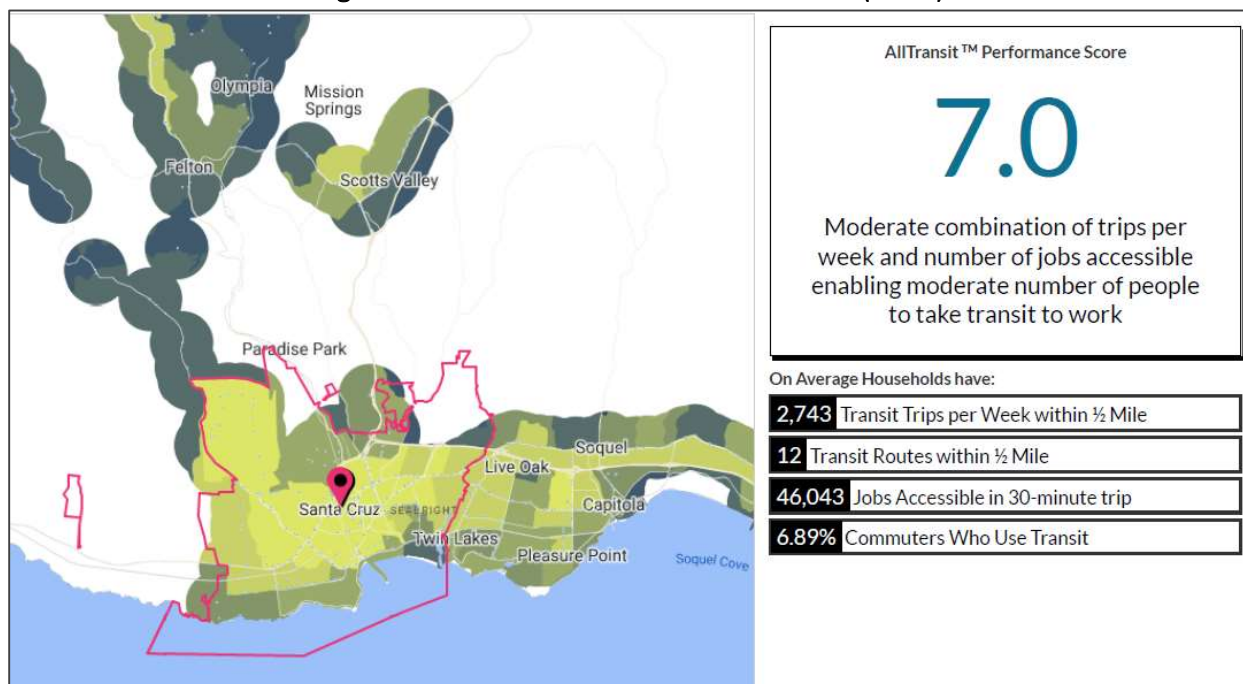 Olympia
Mission
Springs
Felton
Scotts Valley
Paradise Park
Soquel
Live Oak
Santa Cruz
SEABRIGHT
Capitola
Twin Lakes
Pleasure Point
Soquel Cove
AllTransit™ Performance Score
7.0
Moderate combination of trips per
week and number of jobs accessible
enabling moderate number of people
to take transit to work
On Average Households have:
2,743 Transit Trips per Week within ½ Mile
12 Transit Routes within ½ Mile
46,043 Jobs Accessible in 30-minute trip
6.89% Commuters Who Use Transit